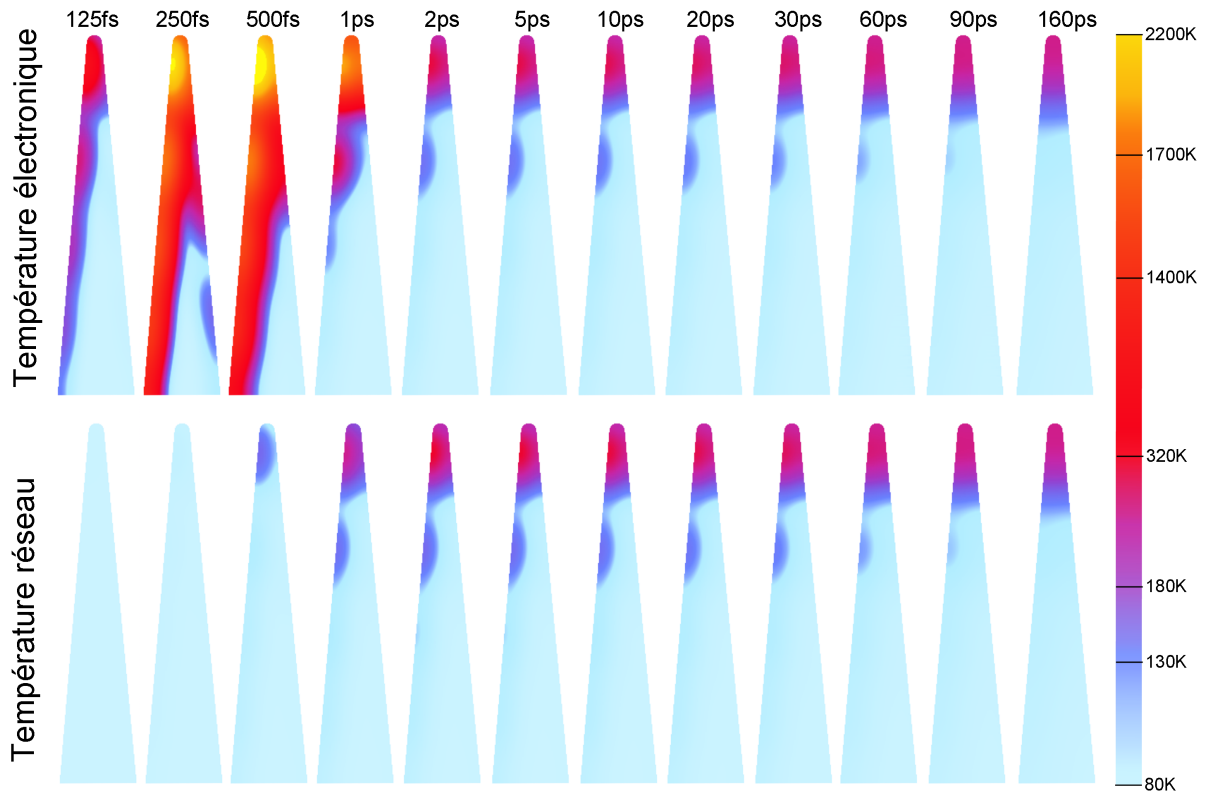 125fs 250fs 500fs 1ps 2ps 5ps 10ps 20ps 30ps 60ps 90ps 160ps
Température électronique
Température réseau
2200K
1700K
1400K
320K
180K
130K
80K